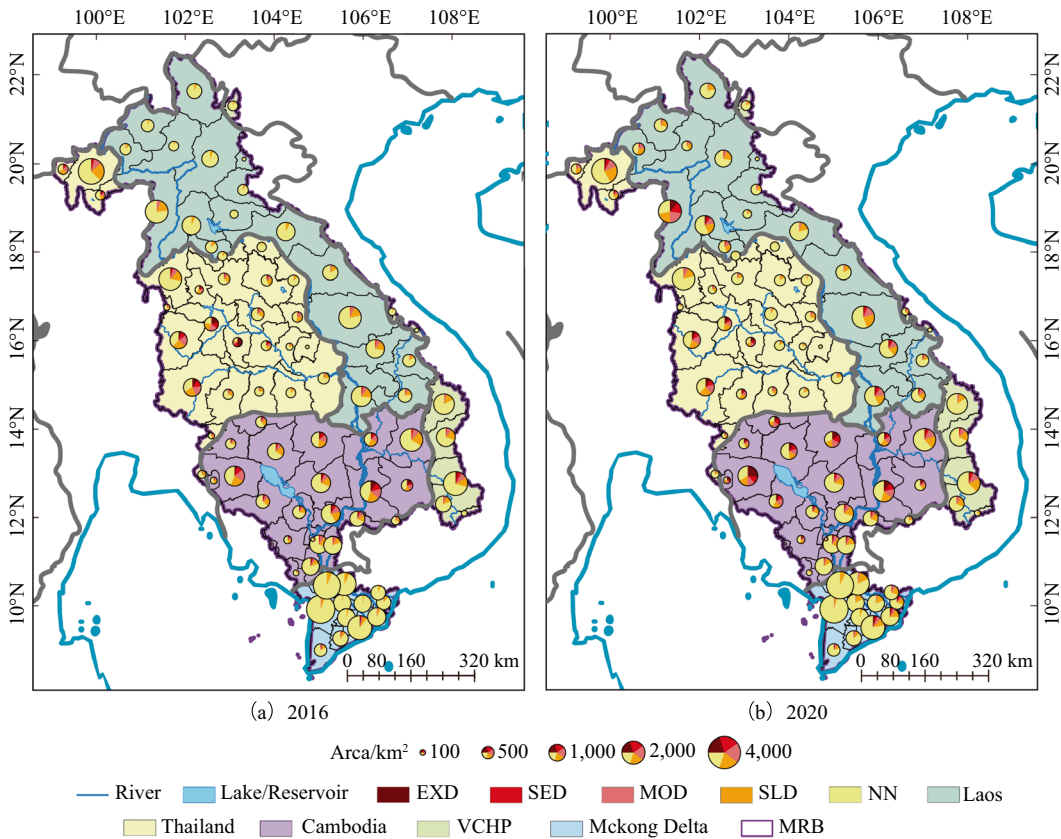 100°E 102°E 104°E 106°E 108°E 100°E 102°E 104°E 106°E 108°E
22°N 22°N
20°N 20°N
18°N 18°N
16°N 16°N
14°N 14°N
12°N 12°N
10°N 10°N
0 80 160 320 km 0 80 160 320 km
(a) 2016 (b) 2020
Arca/km² 100 500 1,000 2,000 4,000
River Lake/Reservoir EXD SED MOD SLD NN Laos
Thailand Cambodia VCHP Mckong Delta MRB